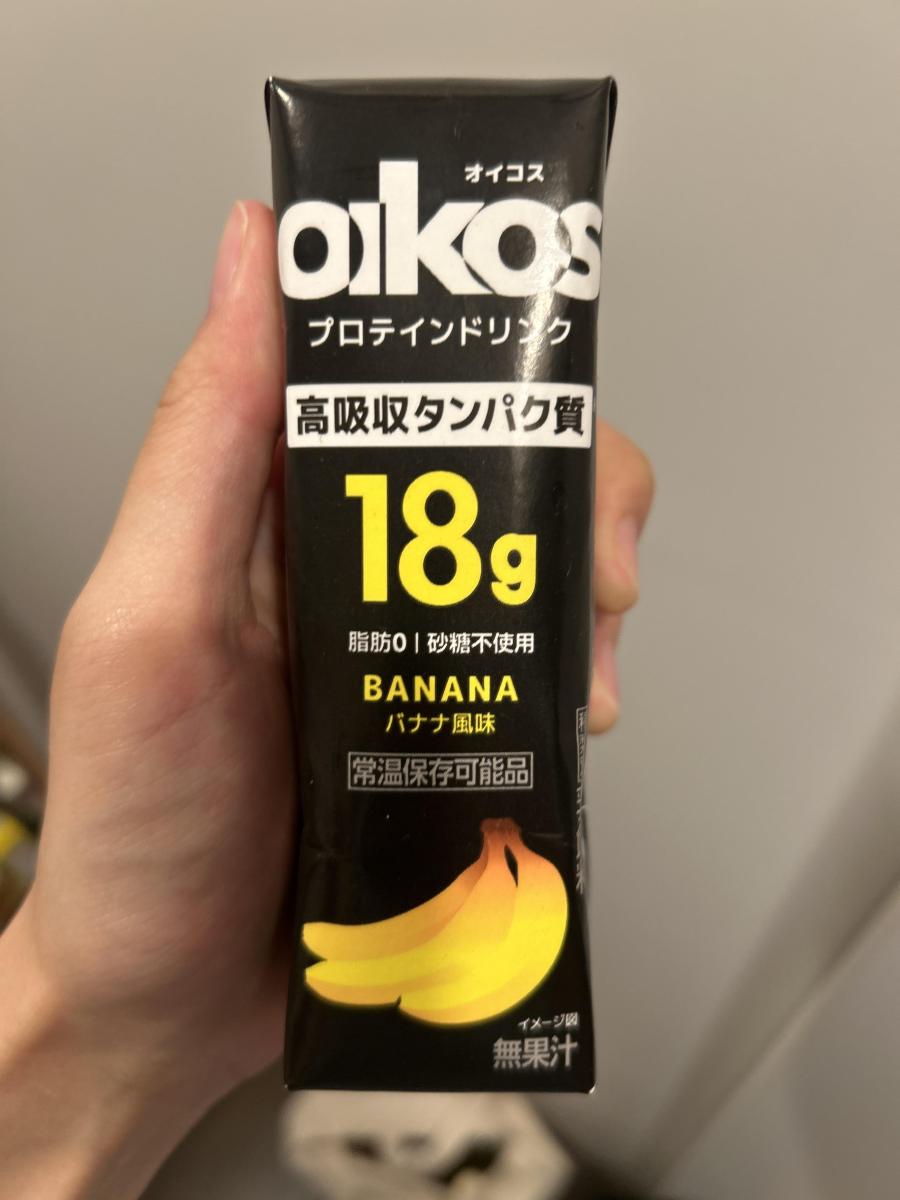 オイコス
oikos
プロテインドリンク
高吸収タンパク質
18g
脂肪0 | 砂糖不使用
BANANA
バナナ風味
常温保存可能品
イメージ図
無果汁